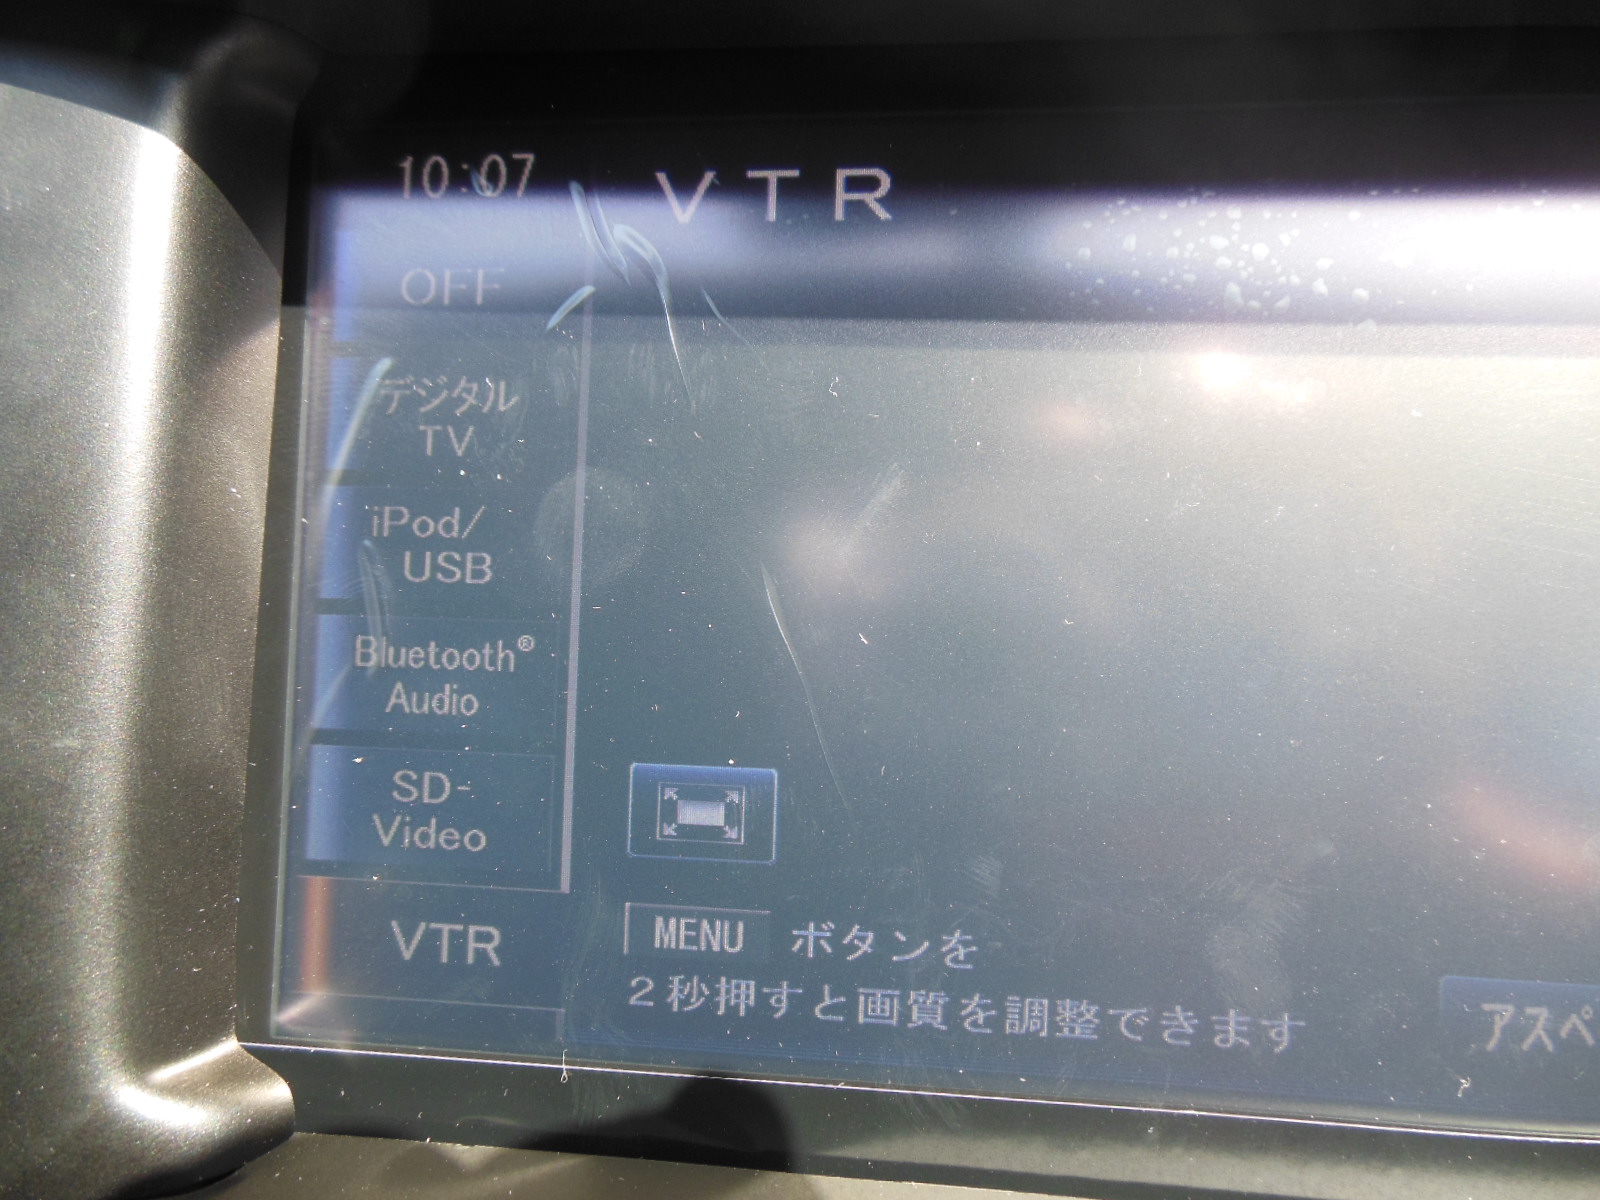 10:07
VTR
OFF
デジタル
TV
iPod/
USB
Bluetooth®
Audio
SD-
Video
VTR
MENU ボタンを
2秒押すと画質を調整できます
アスペ